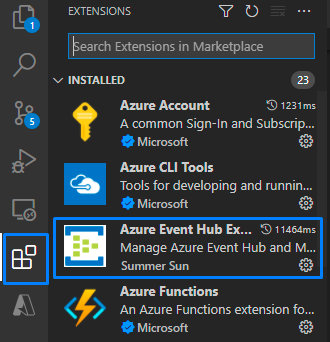 EXTENSIONS
1
Search Extensions in Marketplace
INSTALLED 23
Azure Account 1231ms
A common Sign-In and Subscrip...
Microsoft
5
Azure CLI Tools
Tools for developing and runnin...
Microsoft
Azure Event Hub Ex... 11464ms
Manage Azure Event Hub and M...
Summer Sun
Azure Functions
An Azure Functions extension fo...
Microsoft